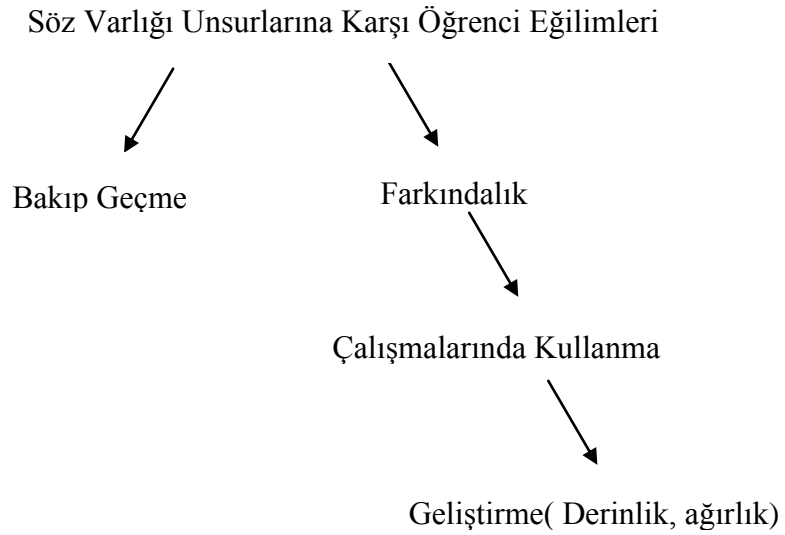 Söz Varlığı Unsurlarına Karşı Öğrenci Eğilimleri
Bakıp Geçme
Farkındalık
Çalışmalarında Kullanma
Geliştirme( Derinlik, ağırlık)